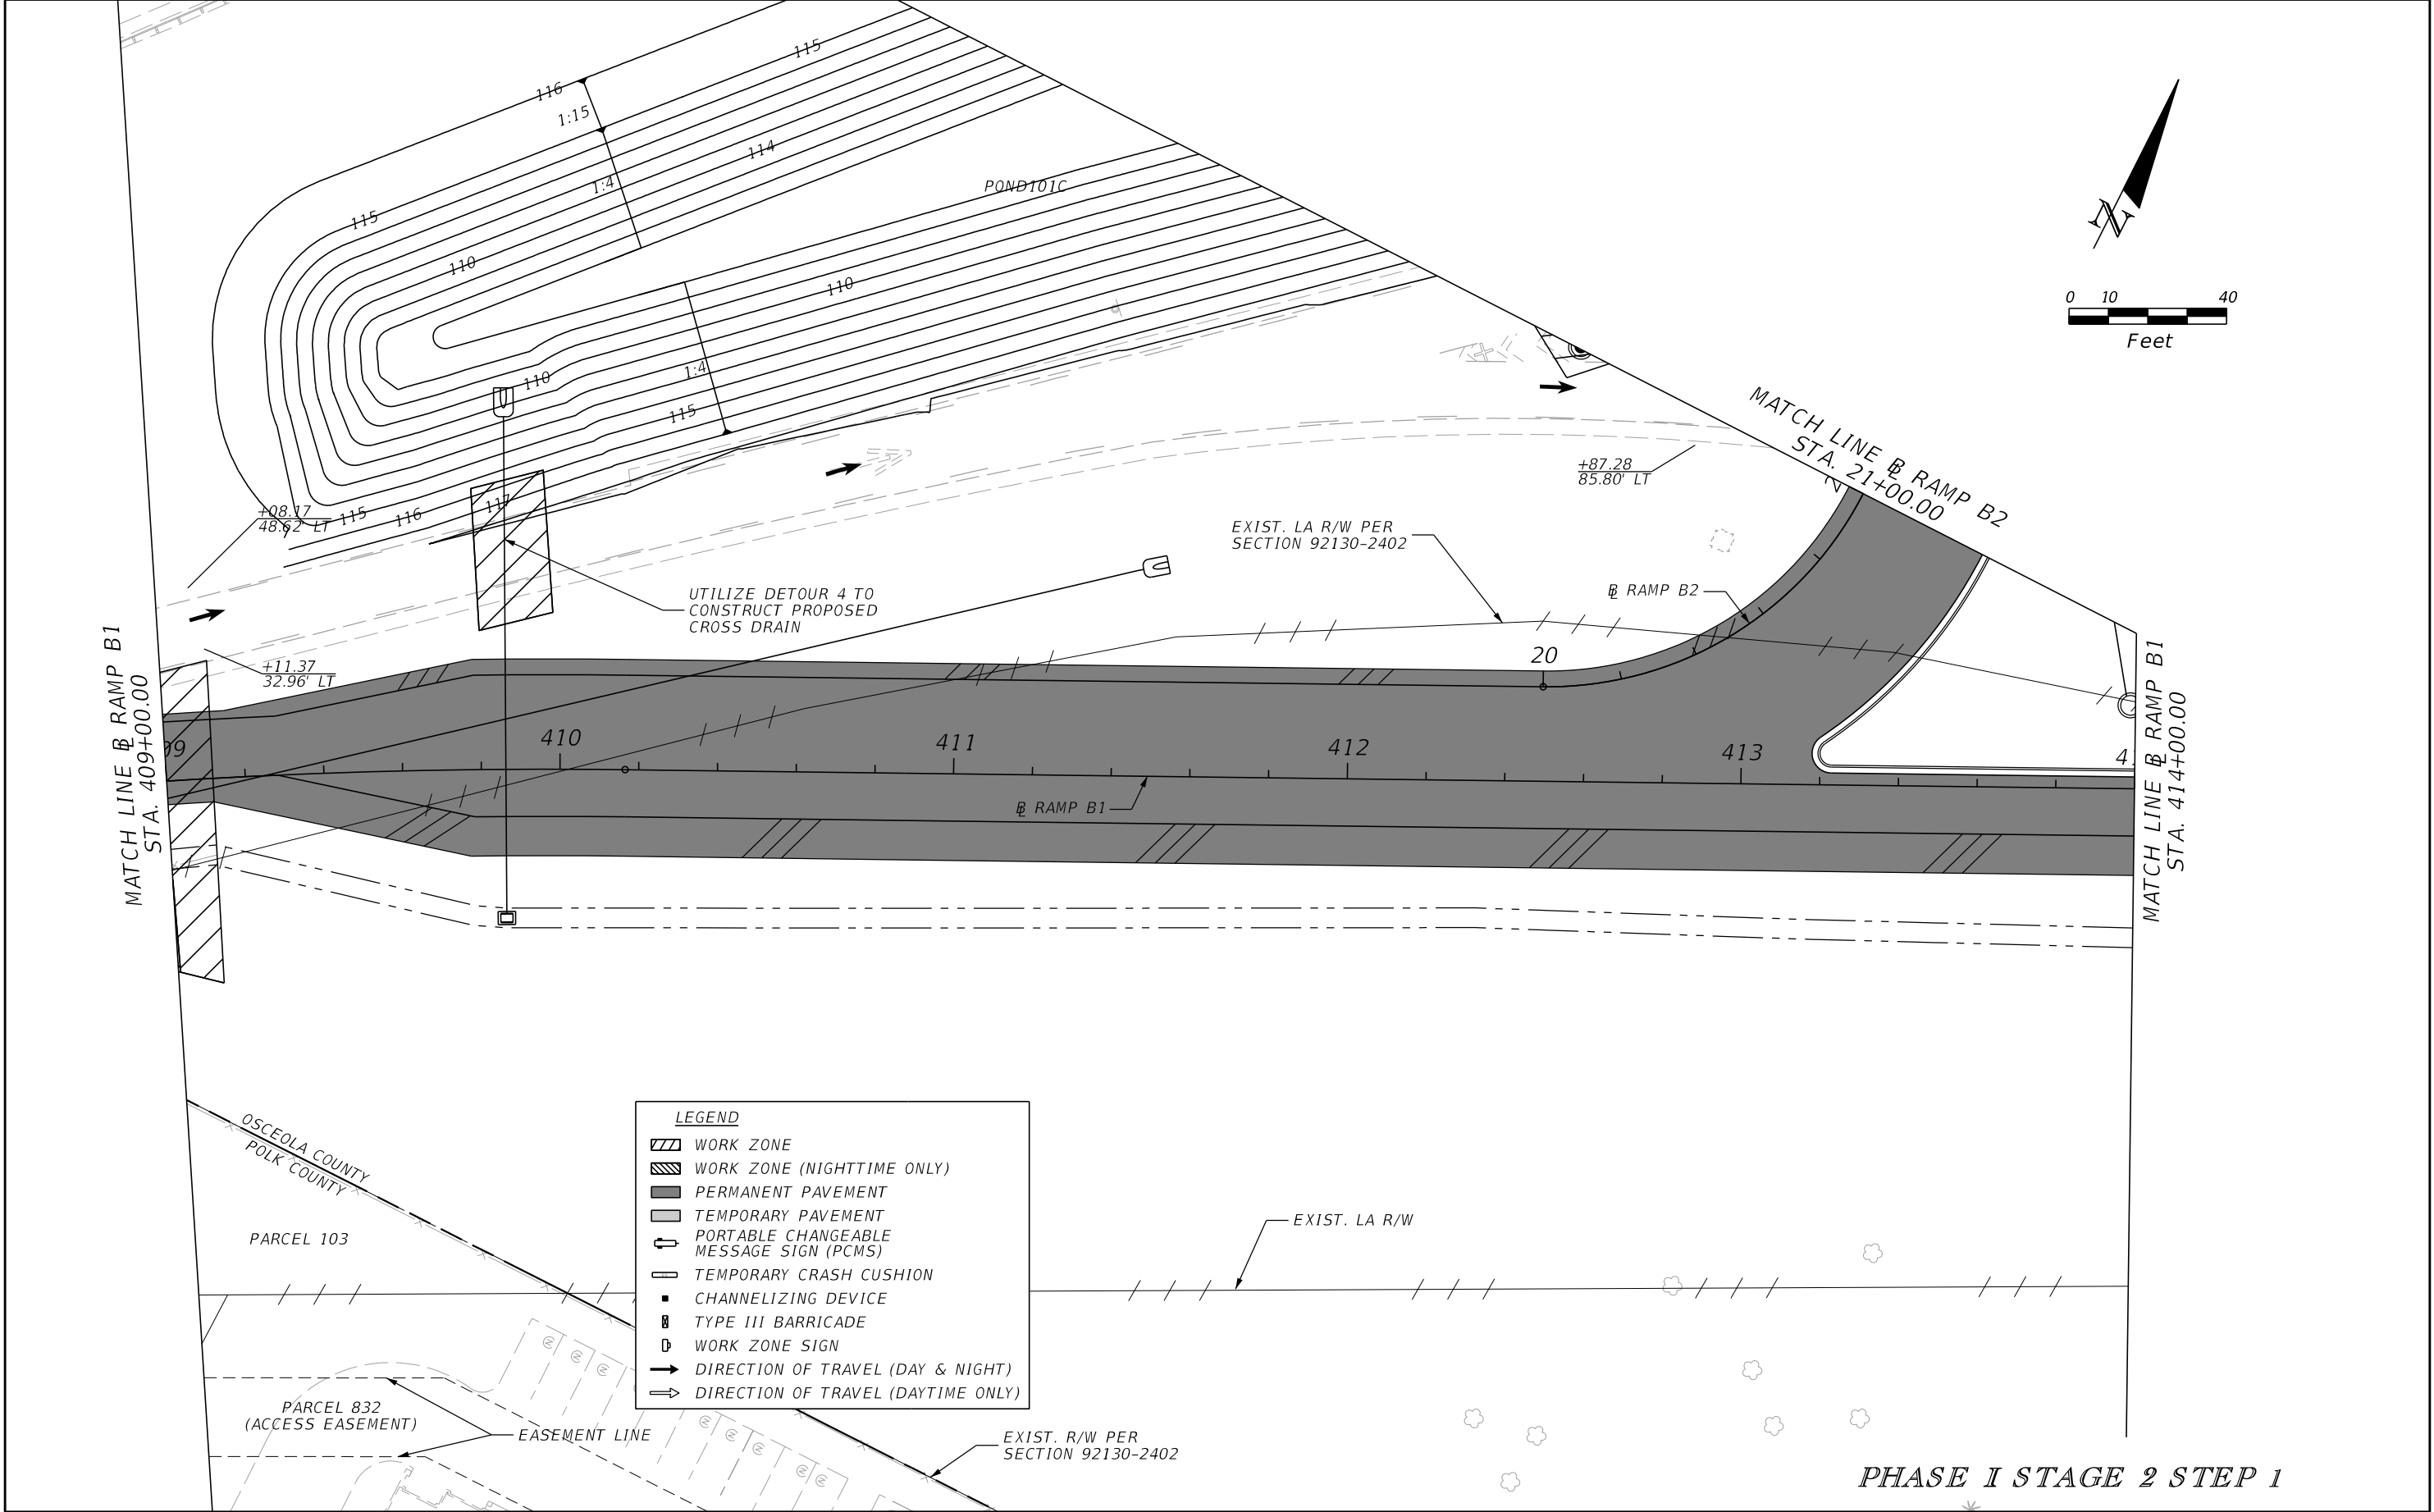 115
116
1:15
114
1:4
115
110
POND101C
110
110
1:4
115
117
115
116
+08.17
48.62' LT
+11.37
32.96' LT
UTILIZE DETOUR 4 TO
CONSTRUCT PROPOSED
CROSS DRAIN
N
0 10 40
Feet
+87.28
85.80' LT
MATCH LINE ℄ RAMP B2
STA. 21+00.00
2
EXIST. LA R/W PER
SECTION 92130-2402
℄ RAMP B2
20
MATCH LINE ℄ RAMP B1
STA. 409+00.00
09
410
411
412
413
41
℄ RAMP B1
MATCH LINE ℄ RAMP B1
STA. 414+00.00
OSCEOLA COUNTY
POLK COUNTY
PARCEL 103
LEGEND
WORK ZONE
WORK ZONE (NIGHTTIME ONLY)
PERMANENT PAVEMENT
TEMPORARY PAVEMENT
PORTABLE CHANGEABLE
MESSAGE SIGN (PCMS)
TEMPORARY CRASH CUSHION
CHANNELIZING DEVICE
TYPE III BARRICADE
WORK ZONE SIGN
DIRECTION OF TRAVEL (DAY & NIGHT)
DIRECTION OF TRAVEL (DAYTIME ONLY)
EXIST. LA R/W
PARCEL 832
(ACCESS EASEMENT)
EASEMENT LINE
EXIST. R/W PER
SECTION 92130-2402
PHASE I STAGE 2 STEP 1